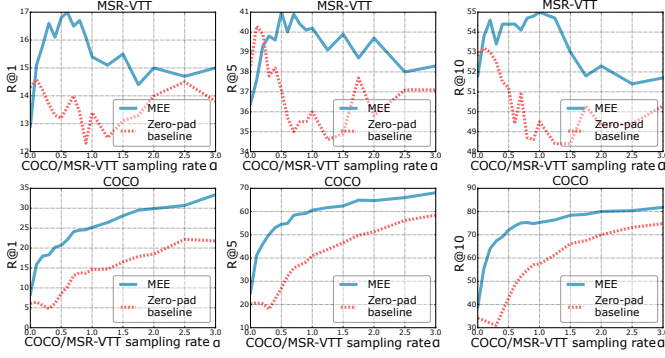 MSR-VTT MSR-VTT MSR-VTT
17 16 15 14 13 12
R@1
0.0 0.5 1.0 1.5 2.0 2.5 3.0
COCO/MSR-VTT sampling rate α
MEE
Zero-pad
baseline
41 40 39 38 37 36 35 34
R@5
0.0 0.5 1.0 1.5 2.0 2.5 3.0
COCO/MSR-VTT sampling rate α
MEE
Zero-pad
baseline
55 54 53 52 51 50 49 48
R@10
0.0 0.5 1.0 1.5 2.0 2.5 3.0
COCO/MSR-VTT sampling rate α
MEE
Zero-pad
baseline
COCO COCO COCO
35 30 25 20 15 10 5 0
R@1
0.0 0.5 1.0 1.5 2.0 2.5 3.0
COCO/MSR-VTT sampling rate α
MEE
Zero-pad
baseline
70 60 50 40 30 20 10
R@5
0.0 0.5 1.0 1.5 2.0 2.5 3.0
COCO/MSR-VTT sampling rate α
MEE
Zero-pad
baseline
90 80 70 60 50 40 30
R@10
0.0 0.5 1.0 1.5 2.0 2.5 3.0
COCO/MSR-VTT sampling rate α
MEE
Zero-pad
baseline